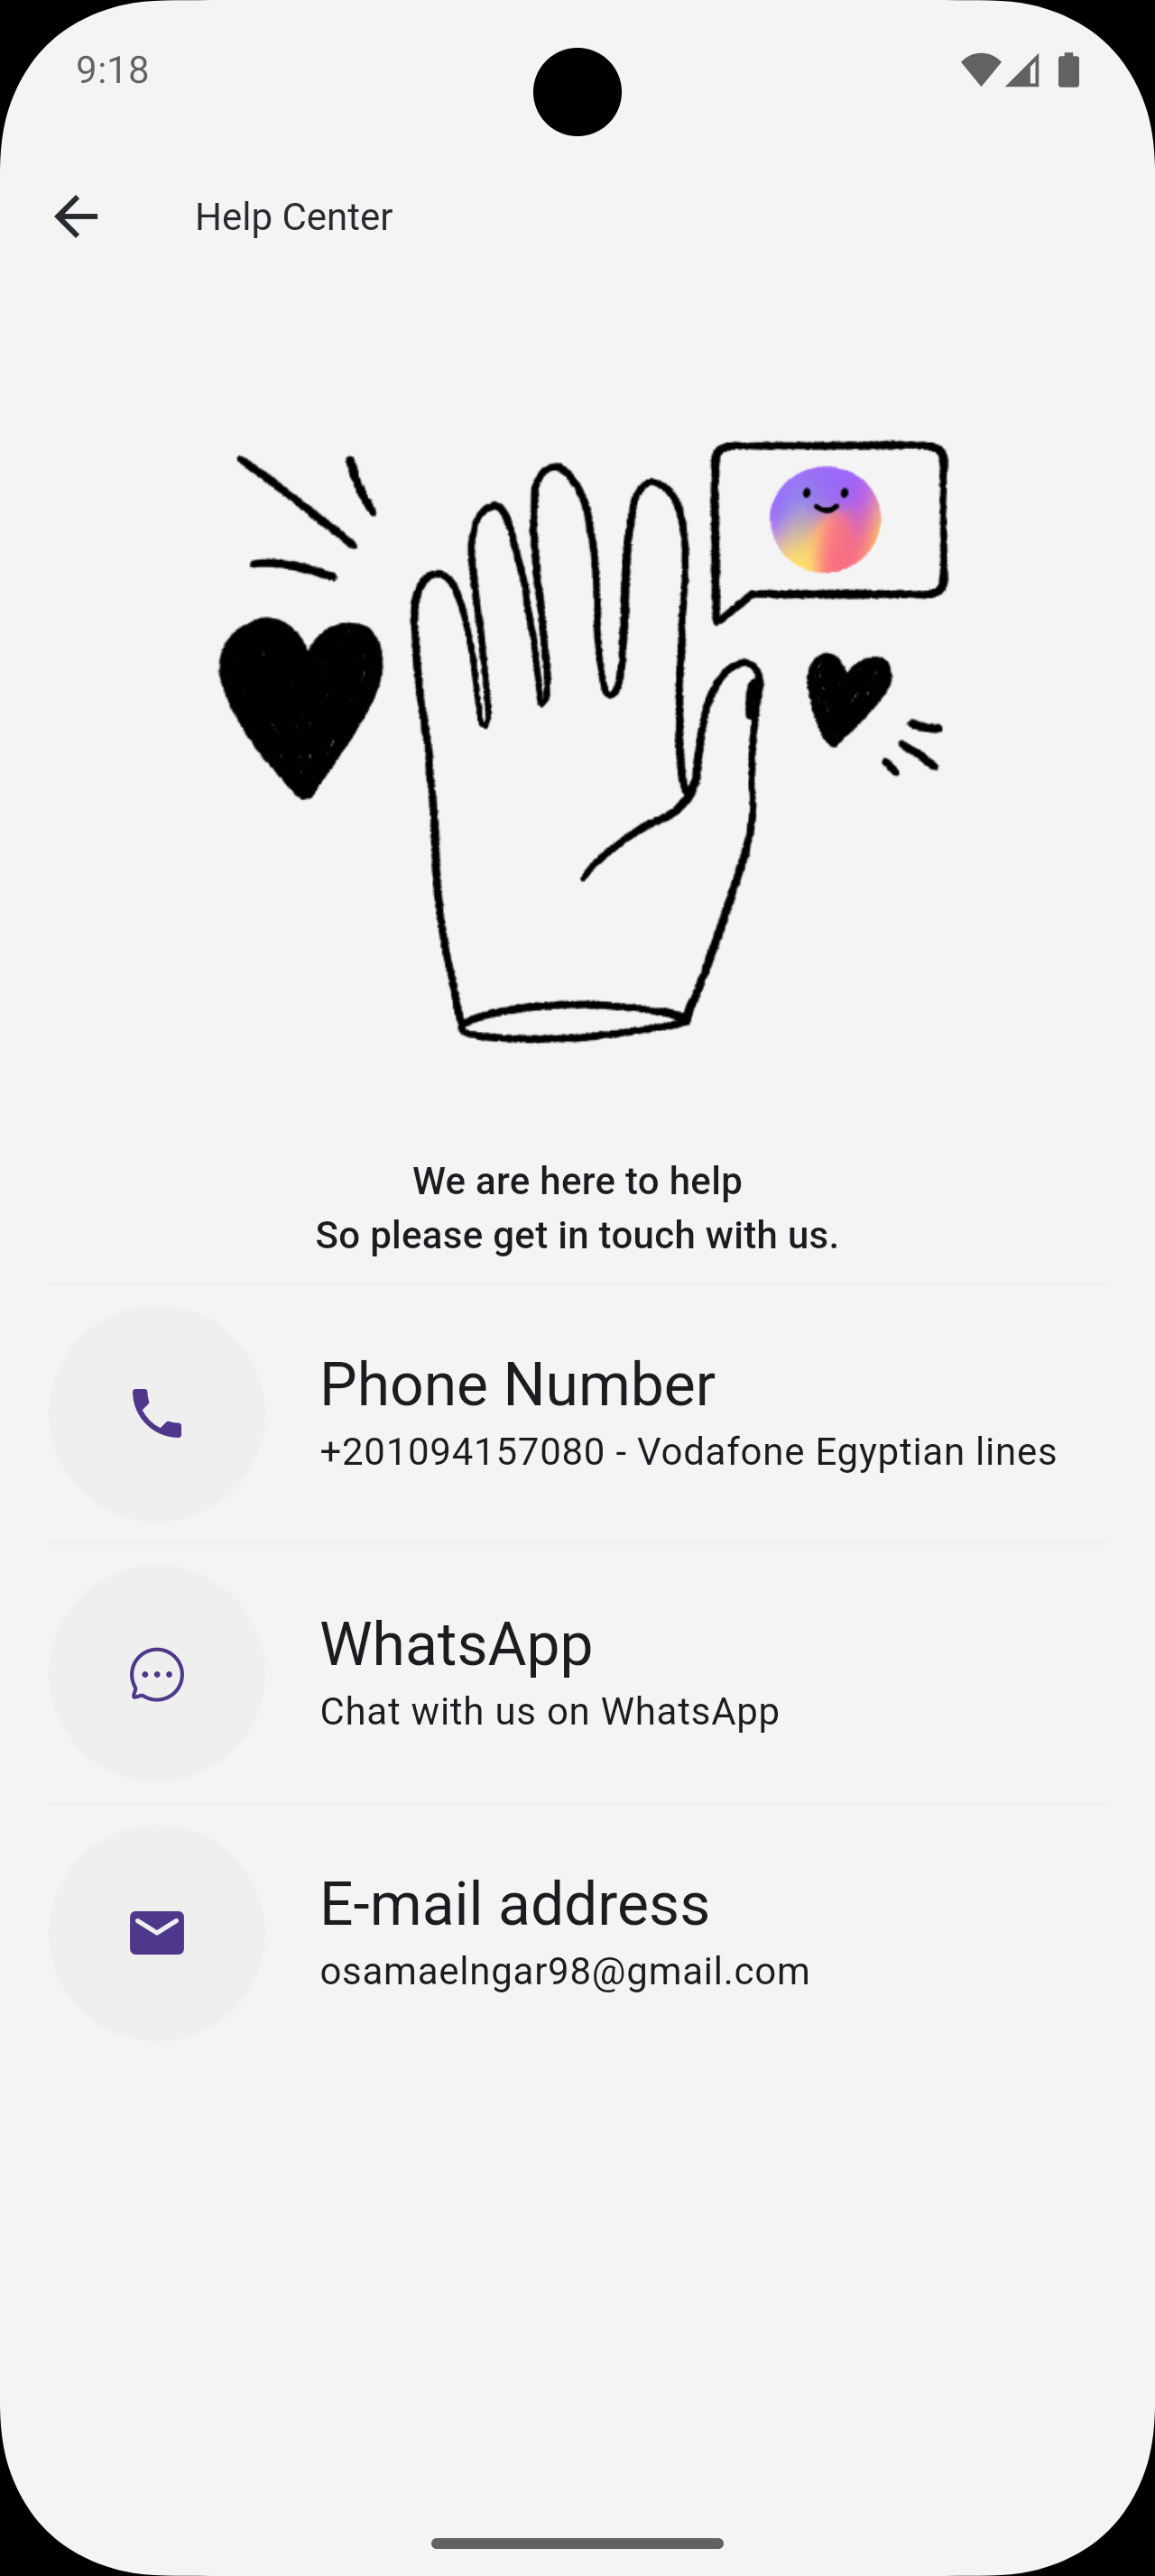 9:18
Help Center
We are here to help
So please get in touch with us.
Phone Number
+201094157080 - Vodafone Egyptian lines
WhatsApp
Chat with us on WhatsApp
E-mail address
osamaelngar98@gmail.com